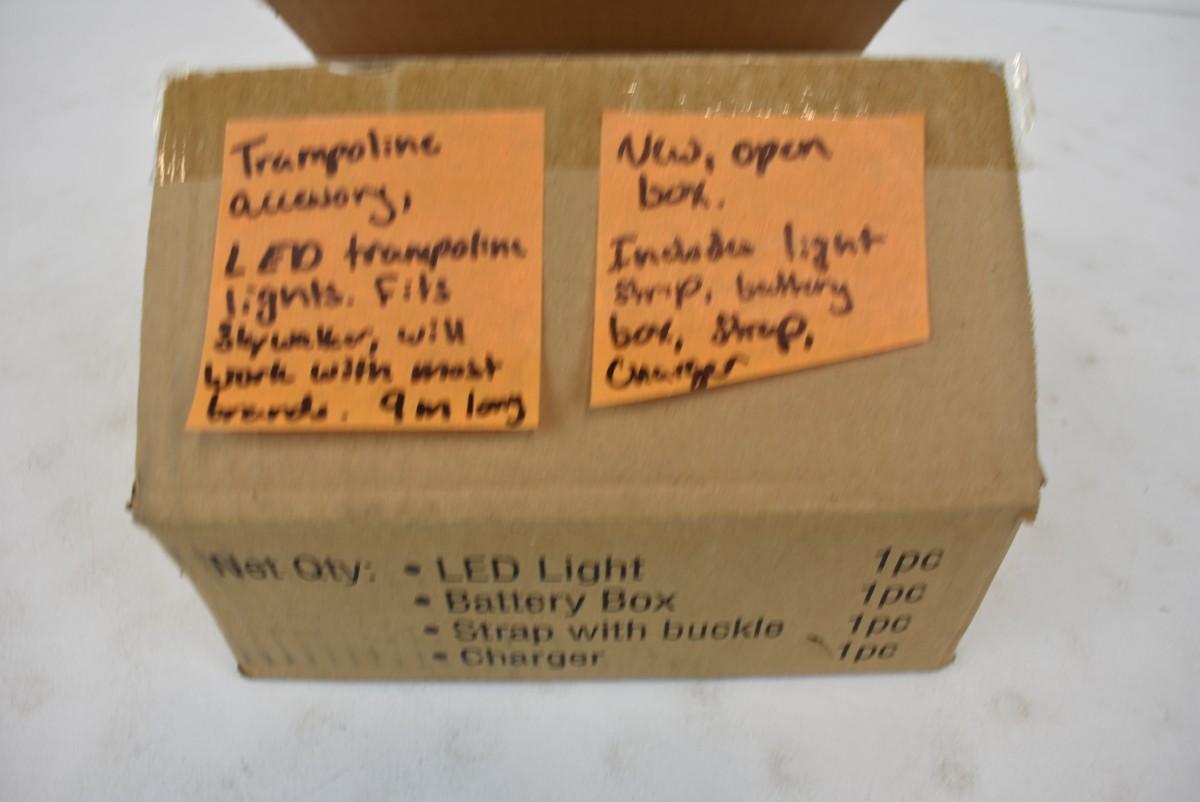 Trampoline
accessory,
LED trampoline
lights. Fits
Skywalker, will
work with most
brands. 9 m long
New, open
box.
Includes light
strip, battery
box, strap,
Charger
Net Qty: • LED Light 1pc
• Battery Box 1pc
• Strap with buckle 1pc
• Charger 1pc